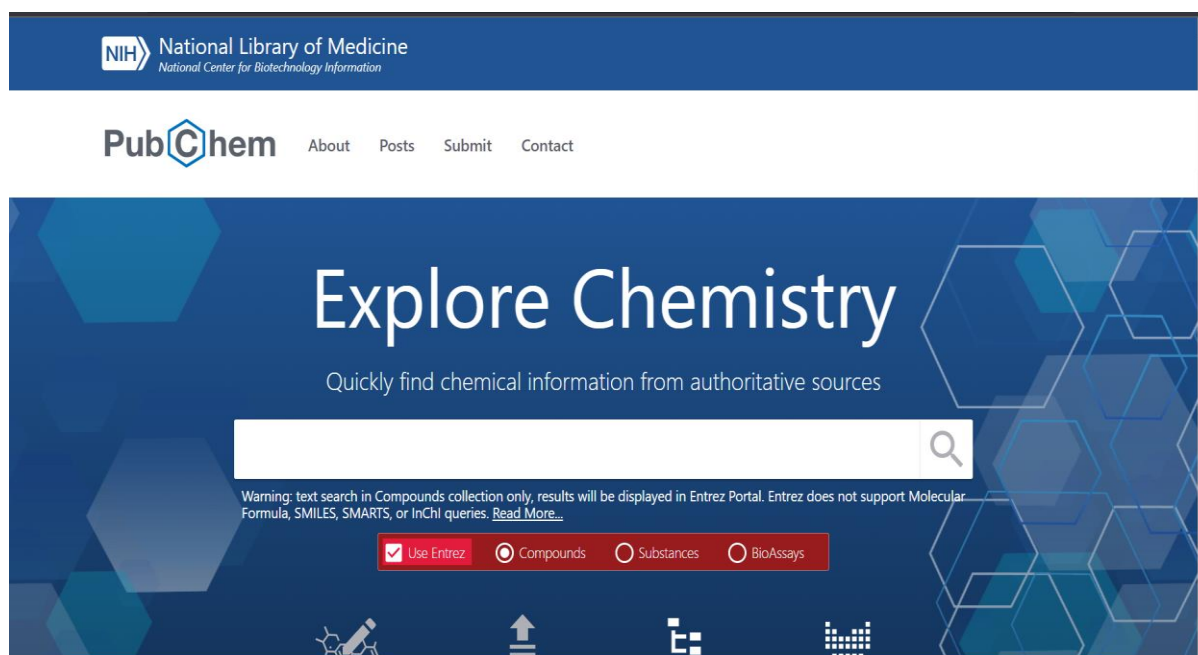 NIH National Library of Medicine
National Center for Biotechnology Information
PubChem About Posts Submit Contact
Explore Chemistry
Quickly find chemical information from authoritative sources
Warning: text search in Compounds collection only, results will be displayed in Entrez Portal. Entrez does not support Molecular
Formula, SMILES, SMARTS, or InChI queries. Read More...
Use Entrez Compounds Substances BioAssays